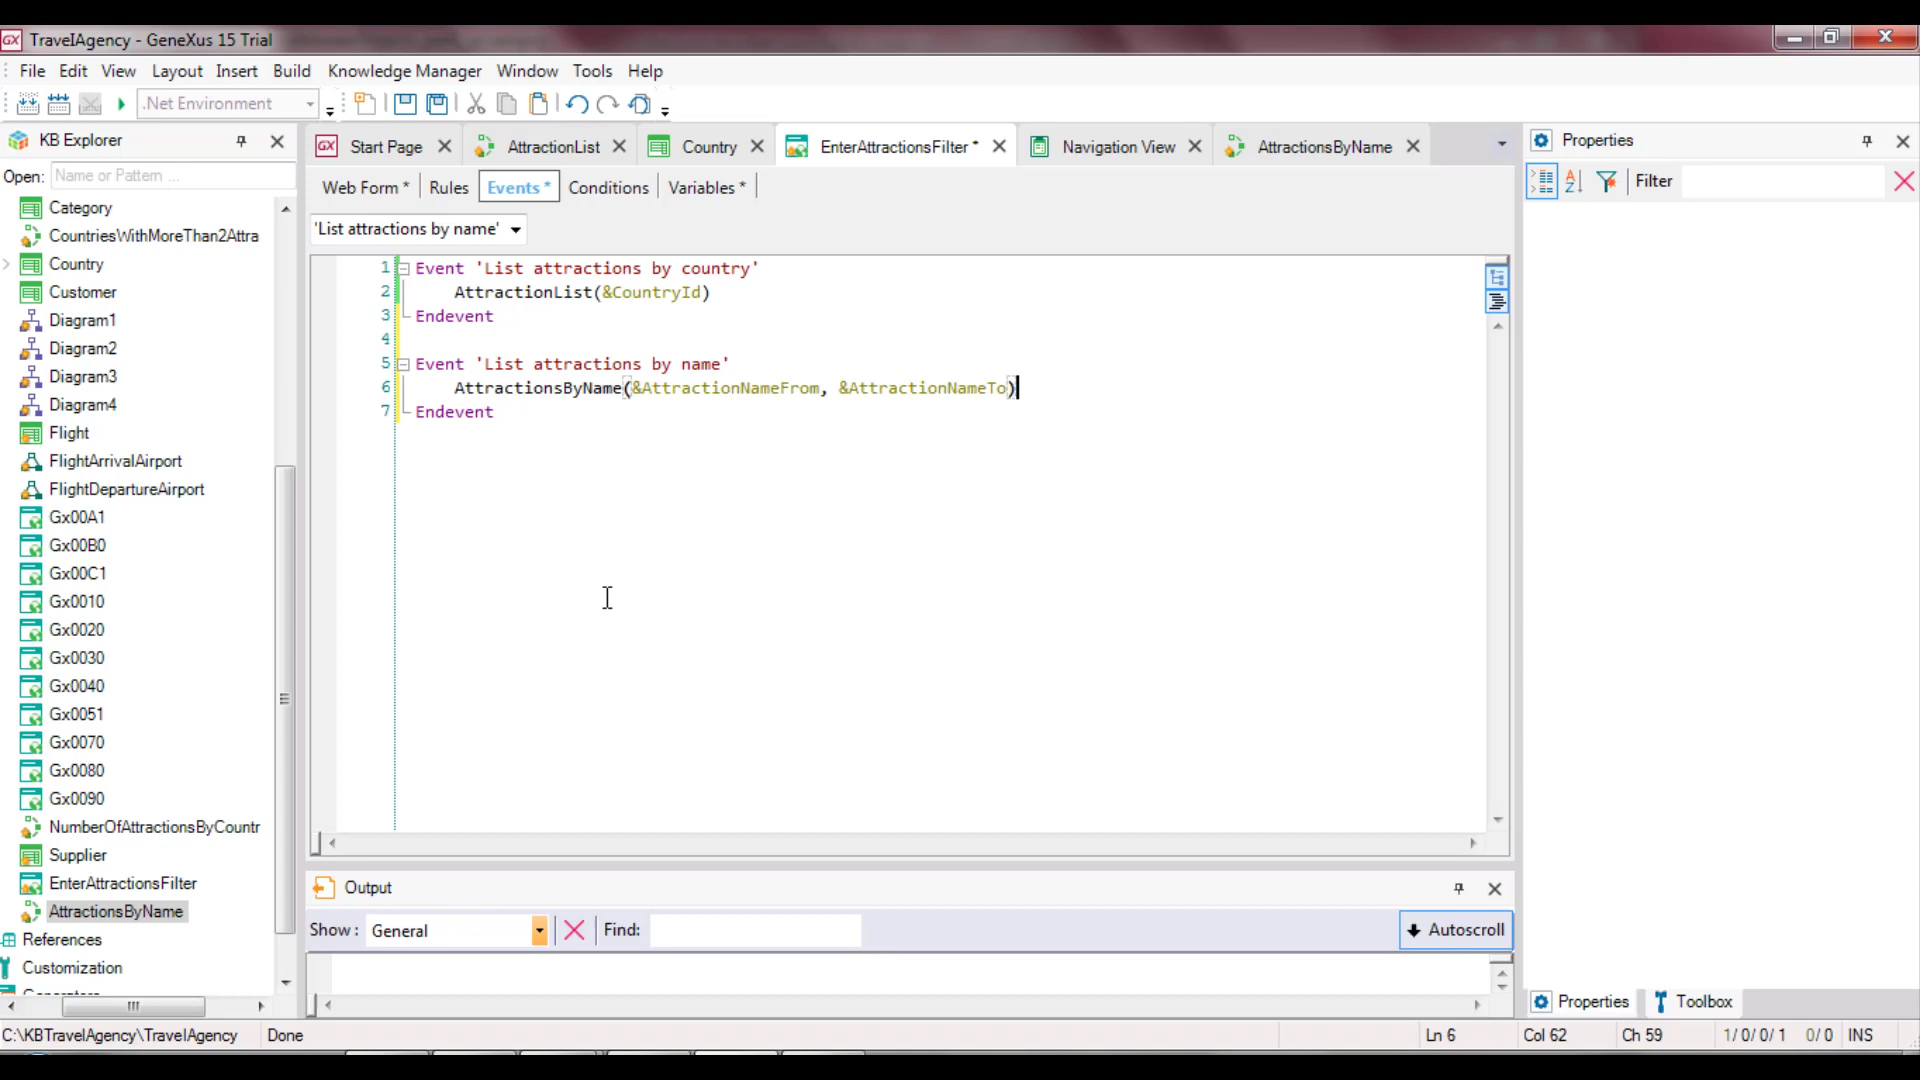 TravelAgency - GeneXus 15 Trial
File Edit View Layout Insert Build Knowledge Manager Window Tools Help
.Net Environment
KB Explorer
Open: Name or Pattern ...
Category
CountriesWithMoreThan2Attra
Country
Customer
Diagram1
Diagram2
Diagram3
Diagram4
Flight
FlightArrivalAirport
FlightDepartureAirport
Gx00A1
Gx00B0
Gx00C1
Gx0010
Gx0020
Gx0030
Gx0040
Gx0051
Gx0070
Gx0080
Gx0090
NumberOfAttractionsByCountr
Supplier
EnterAttractionsFilter
AttractionsByName
References
Customization
Start Page AttractionList Country EnterAttractionsFilter * Navigation View AttractionsByName
Web Form * Rules Events * Conditions Variables *
'List attractions by name'
1 Event 'List attractions by country'
2 AttractionList(&CountryId)
3 Endevent
4
5 Event 'List attractions by name'
6 AttractionsByName(&AttractionNameFrom, &AttractionNameTo)
7 Endevent
Output
Show : General Find: Autoscroll
Properties
Filter
Properties Toolbox
C:\KBTravelAgency\TravelAgency Done Ln 6 Col 62 Ch 59 1/0/0/1 0/0 INS